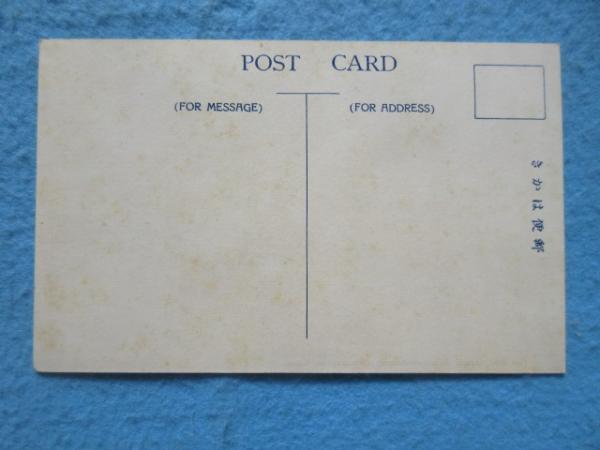 POST CARD
(FOR MESSAGE)
(FOR ADDRESS)
きかは便郵